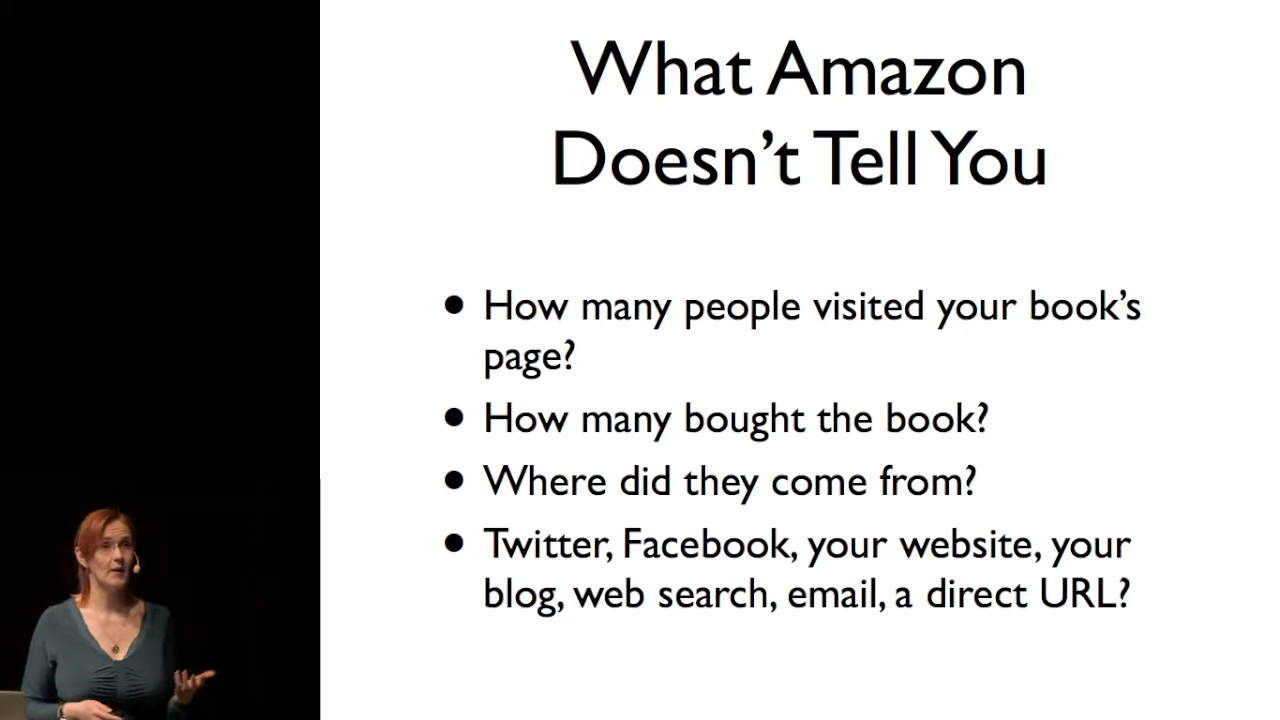 What Amazon
Doesn’t Tell You
• How many people visited your book’s
page?
• How many bought the book?
• Where did they come from?
• Twitter, Facebook, your website, your
blog, web search, email, a direct URL?